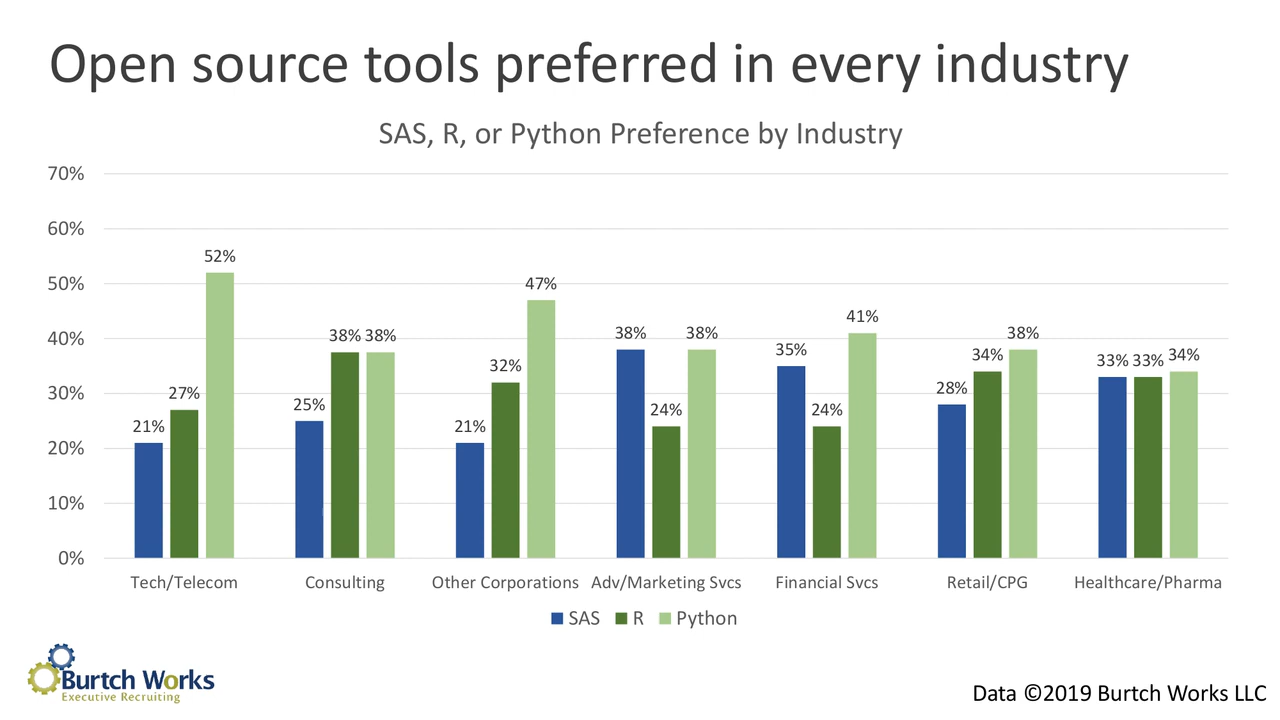 Open source tools preferred in every industry
SAS, R, or Python Preference by Industry
70%
60%
50%
40%
30%
20%
10%
0%
21% 27% 52%
25% 38% 38%
21% 32% 47%
38% 24% 38%
35% 24% 41%
28% 34% 38%
33% 33% 34%
Tech/Telecom Consulting Other Corporations Adv/Marketing Svcs Financial Svcs Retail/CPG Healthcare/Pharma
SAS R Python
Burtch Works
Executive Recruiting
Data ©2019 Burtch Works LLC